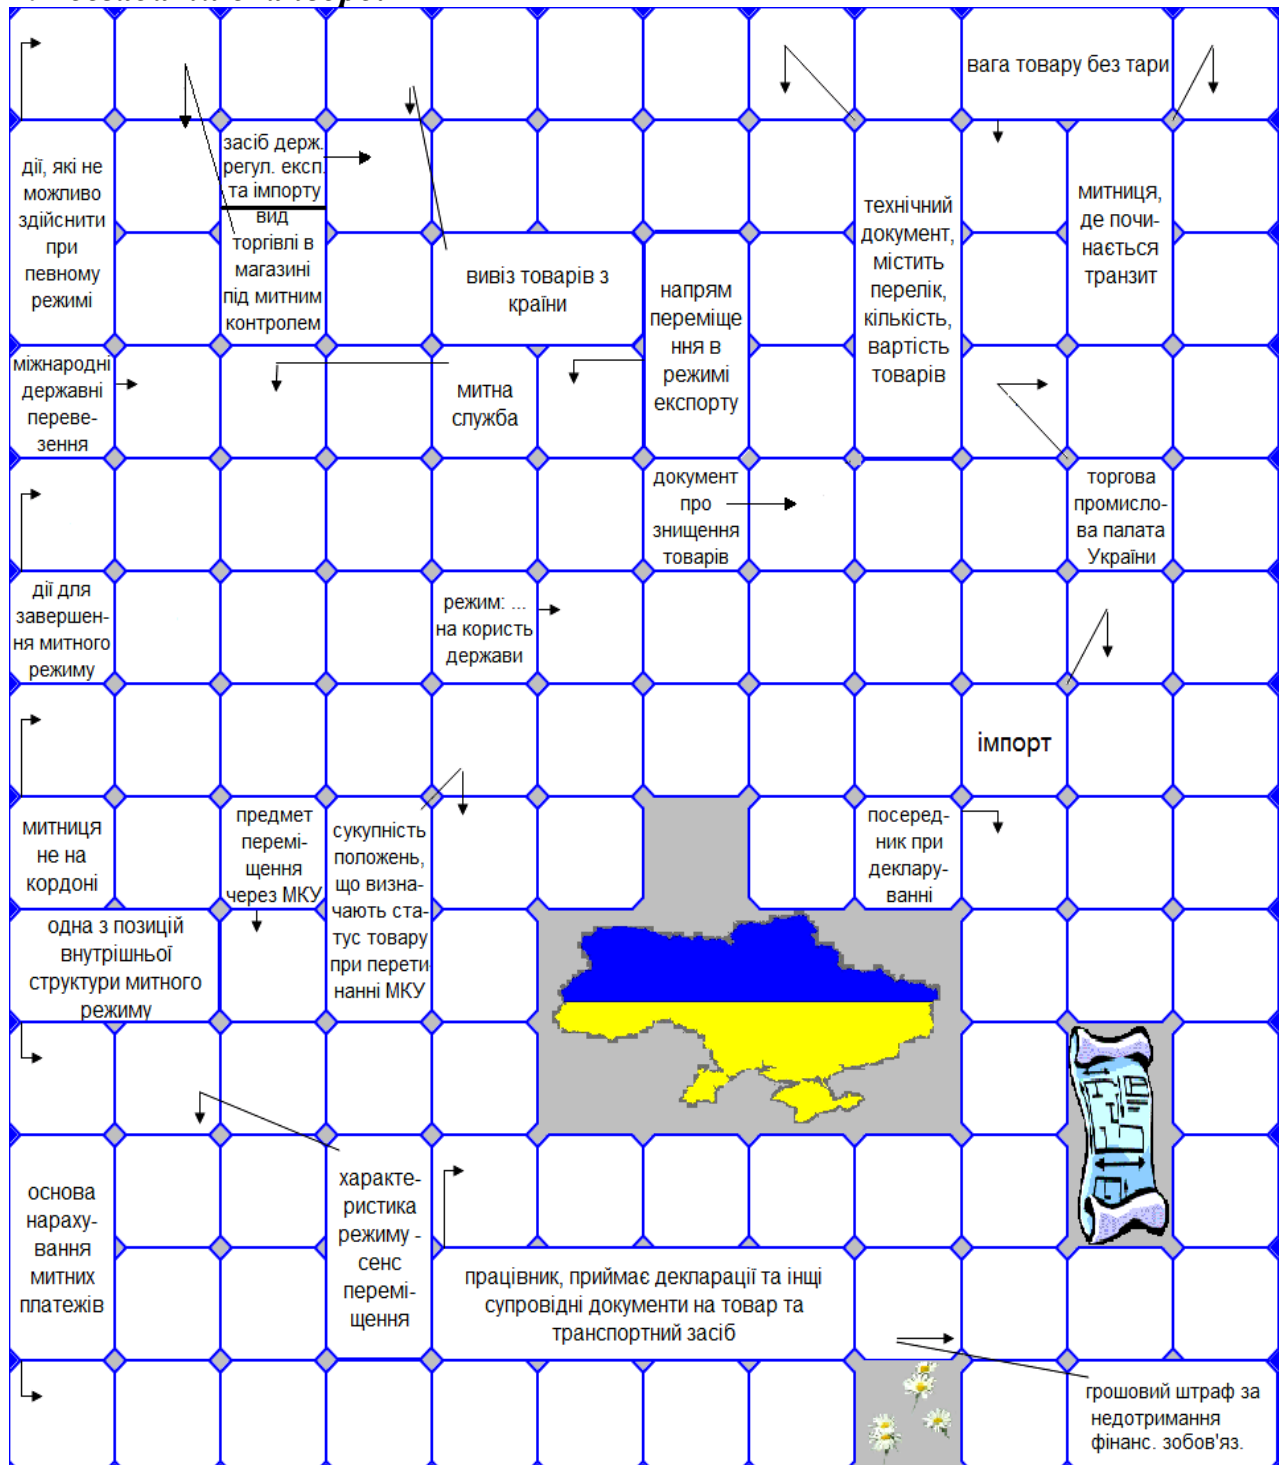 вага товару без тари
засіб держ.
регул. експ.
та імпорту
дії, які не
можливо
здійснити
при
певному
режимі
вид
торгівлі в
магазині
під митним
контролем
вивіз товарів з
країни
напрям
переміще
ння в
режимі
експорту
технічний
документ,
містить
перелік,
кількість,
вартість
товарів
митниця,
де почи-
нається
транзит
міжнародні
державні
переве-
зення
митна
служба
документ
про
знищення
товарів
торгова
промисло-
ва палата
України
дії для
завершен-
ня митного
режиму
режим: ...
на користь
держави
імпорт
митниця
не на
кордоні
предмет
перемі-
щення
через МКУ
сукупність
положень,
що визна-
чають ста-
тус товару
при перети-
нанні МКУ
посеред-
ник при
деклару-
ванні
одна з позицій
внутрішньої
структури митного
режиму
основа
нараху-
вання
митних
платежів
характе-
ристика
режиму -
сенс
перемі-
щення
працівник, приймає декларації та інщі
супровідні документи на товар та
транспортний засіб
грошовий штраф за
недотримання
фінанс. зобов'яз.